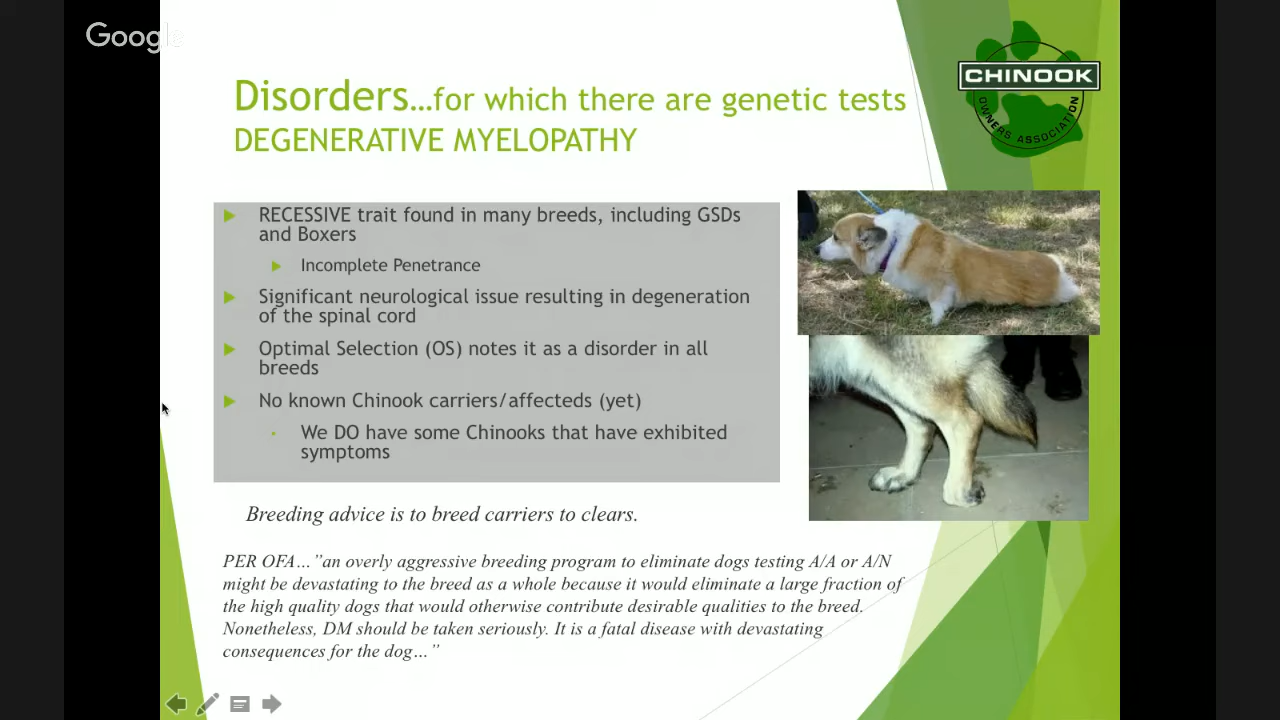 Google
CHINOOK
OWNERS ASSOCIATION
Disorders...for which there are genetic tests
DEGENERATIVE MYELOPATHY
RECESSIVE trait found in many breeds, including GSDs
and Boxers
Incomplete Penetrance
Significant neurological issue resulting in degeneration
of the spinal cord
Optimal Selection (OS) notes it as a disorder in all
breeds
No known Chinook carriers/affecteds (yet)
We DO have some Chinooks that have exhibited
symptoms
Breeding advice is to breed carriers to clears.
PER OFA…”an overly aggressive breeding program to eliminate dogs testing A/A or A/N
might be devastating to the breed as a whole because it would eliminate a large fraction of
the high quality dogs that would otherwise contribute desirable qualities to the breed.
Nonetheless, DM should be taken seriously. It is a fatal disease with devastating
consequences for the dog…”